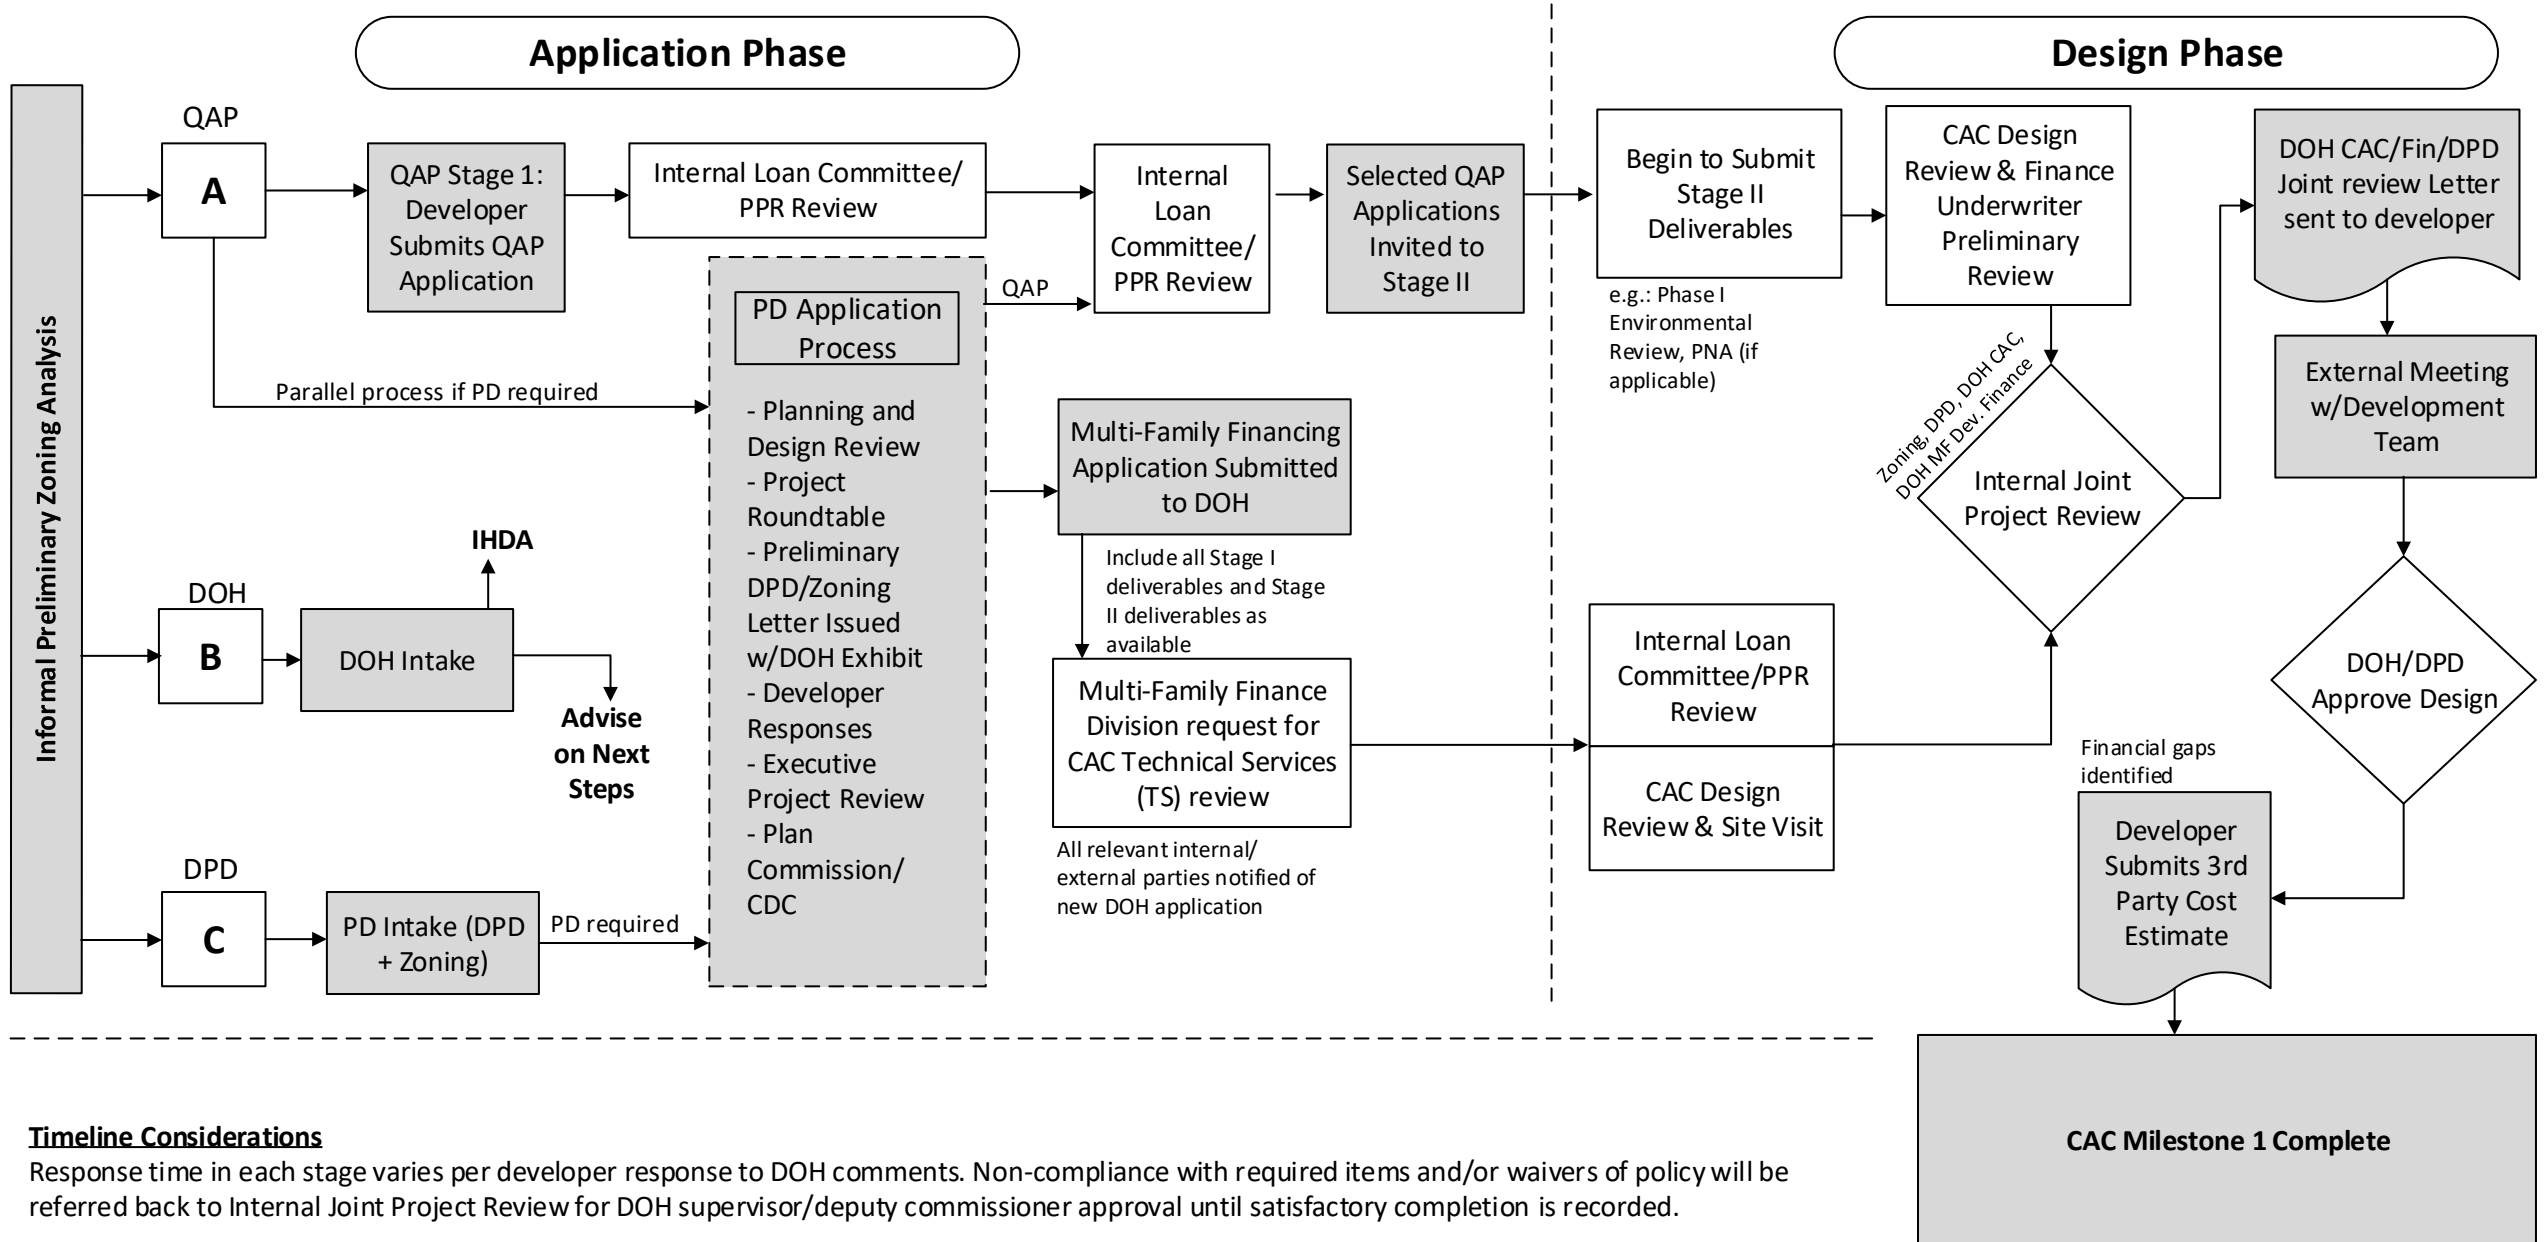 Application Phase
Design Phase
Informal Preliminary Zoning Analysis
QAP
A
QAP Stage 1:
Developer
Submits QAP
Application
Internal Loan Committee/
PPR Review
Internal
Loan
Committee/
PPR Review
Selected QAP
Applications
Invited to
Stage II
Parallel process if PD required
QAP
PD Application
Process
- Planning and
Design Review
- Project
Roundtable
- Preliminary
DPD/Zoning
Letter Issued
w/DOH Exhibit
- Developer
Responses
- Executive
Project Review
- Plan
Commission/
CDC
DOH
B
DOH Intake
IHDA
Advise
on Next
Steps
DPD
C
PD Intake (DPD
+ Zoning)
PD required
Multi-Family Financing
Application Submitted
to DOH
Include all Stage I
deliverables and Stage
II deliverables as
available
Multi-Family Finance
Division request for
CAC Technical Services
(TS) review
All relevant internal/
external parties notified of
new DOH application
Begin to Submit
Stage II
Deliverables
e.g.: Phase I
Environmental
Review, PNA (if
applicable)
CAC Design
Review & Finance
Underwriter
Preliminary
Review
Zoning, DPD, DOH CAC,
DOH MF Dev. Finance
Internal Joint
Project Review
Internal Loan
Committee/PPR
Review
CAC Design
Review & Site Visit
DOH CAC/Fin/DPD
Joint review Letter
sent to developer
External Meeting
w/Development
Team
DOH/DPD
Approve Design
Financial gaps
identified
Developer
Submits 3rd
Party Cost
Estimate
CAC Milestone 1 Complete
Timeline Considerations
Response time in each stage varies per developer response to DOH comments. Non-compliance with required items and/or waivers of policy will be
referred back to Internal Joint Project Review for DOH supervisor/deputy commissioner approval until satisfactory completion is recorded.